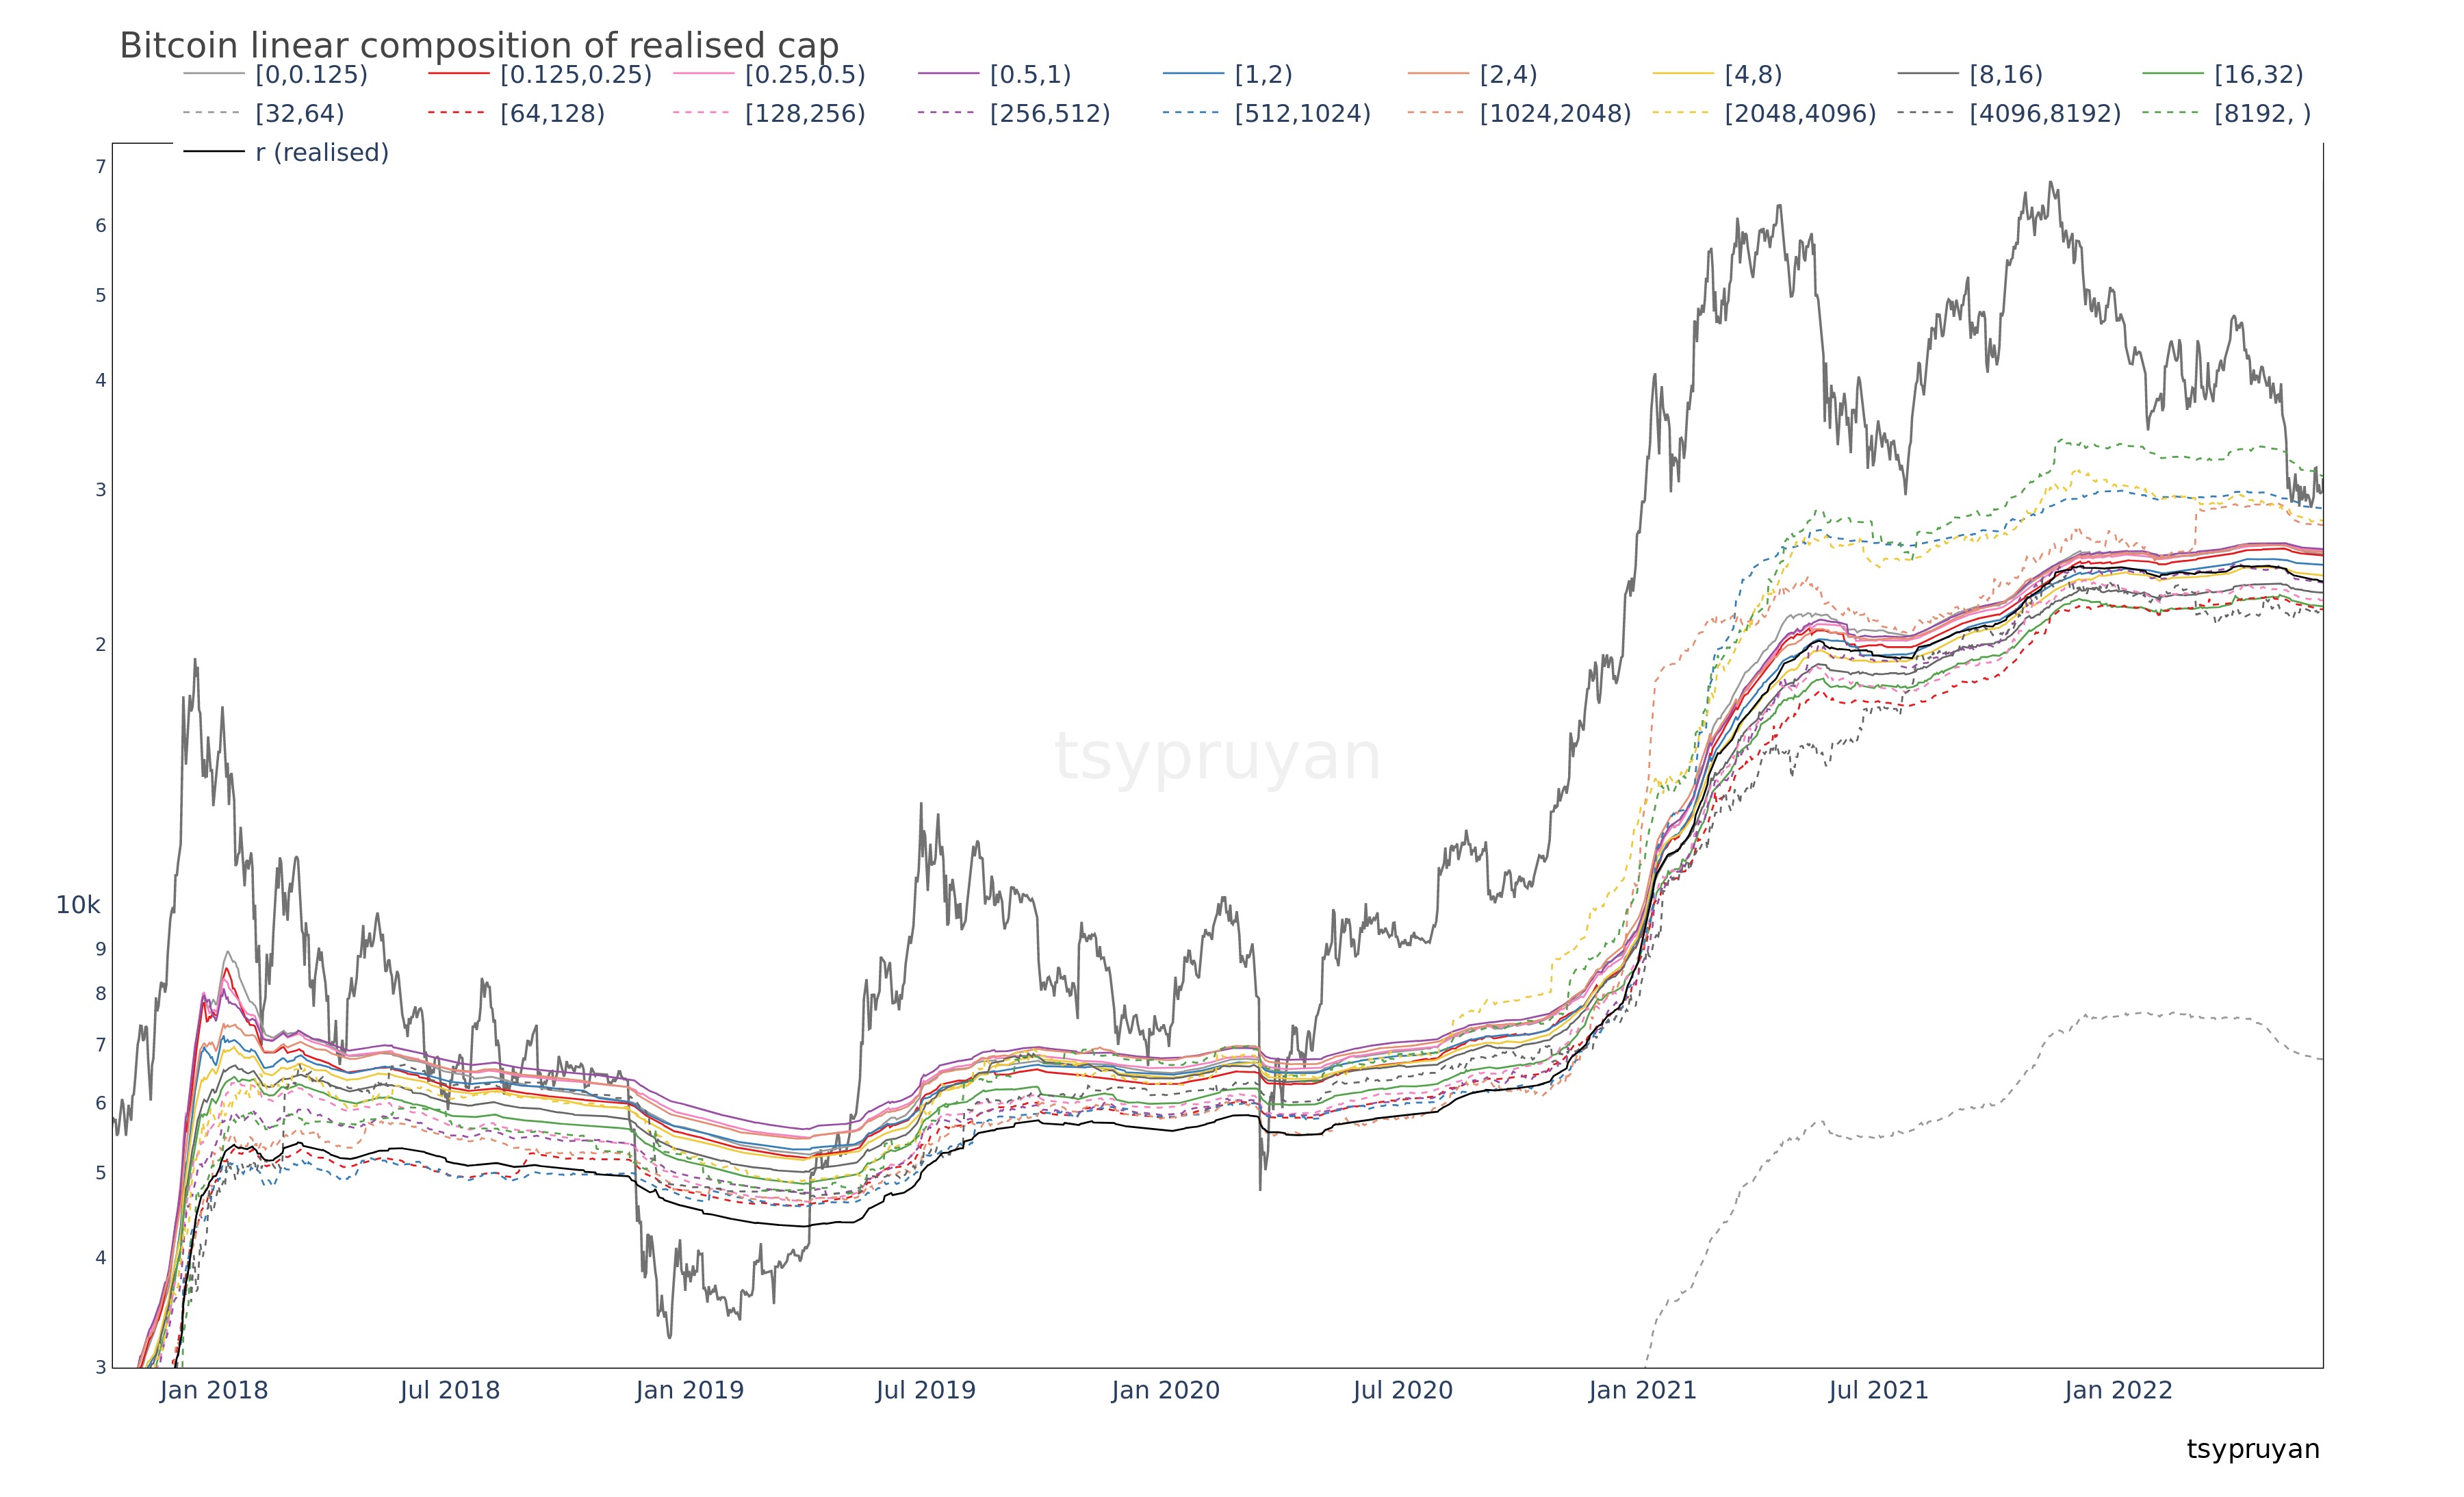 Bitcoin linear composition of realised cap
[0,0.125) [0.125,0.25) [0.25,0.5) [0.5,1) [1,2) [2,4) [4,8) [8,16) [16,32)
[32,64) [64,128) [128,256) [256,512) [512,1024) [1024,2048) [2048,4096) [4096,8192) [8192, )
r (realised)
7
6
5
4
3
2
tsypruyan
10k
9
8
7
6
5
4
3
Jan 2018 Jul 2018 Jan 2019 Jul 2019 Jan 2020 Jul 2020 Jan 2021 Jul 2021 Jan 2022
tsypruyan